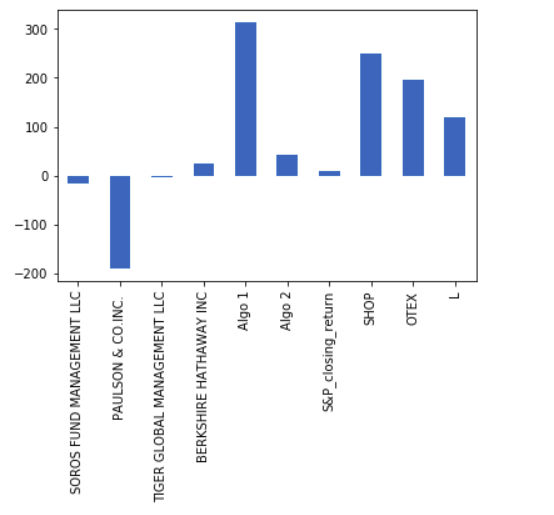 300
200
100
0
−100
−200
SOROS FUND MANAGEMENT LLC
PAULSON & CO.INC.
TIGER GLOBAL MANAGEMENT LLC
BERKSHIRE HATHAWAY INC
Algo 1
Algo 2
S&P_closing_return
SHOP
OTEX
L